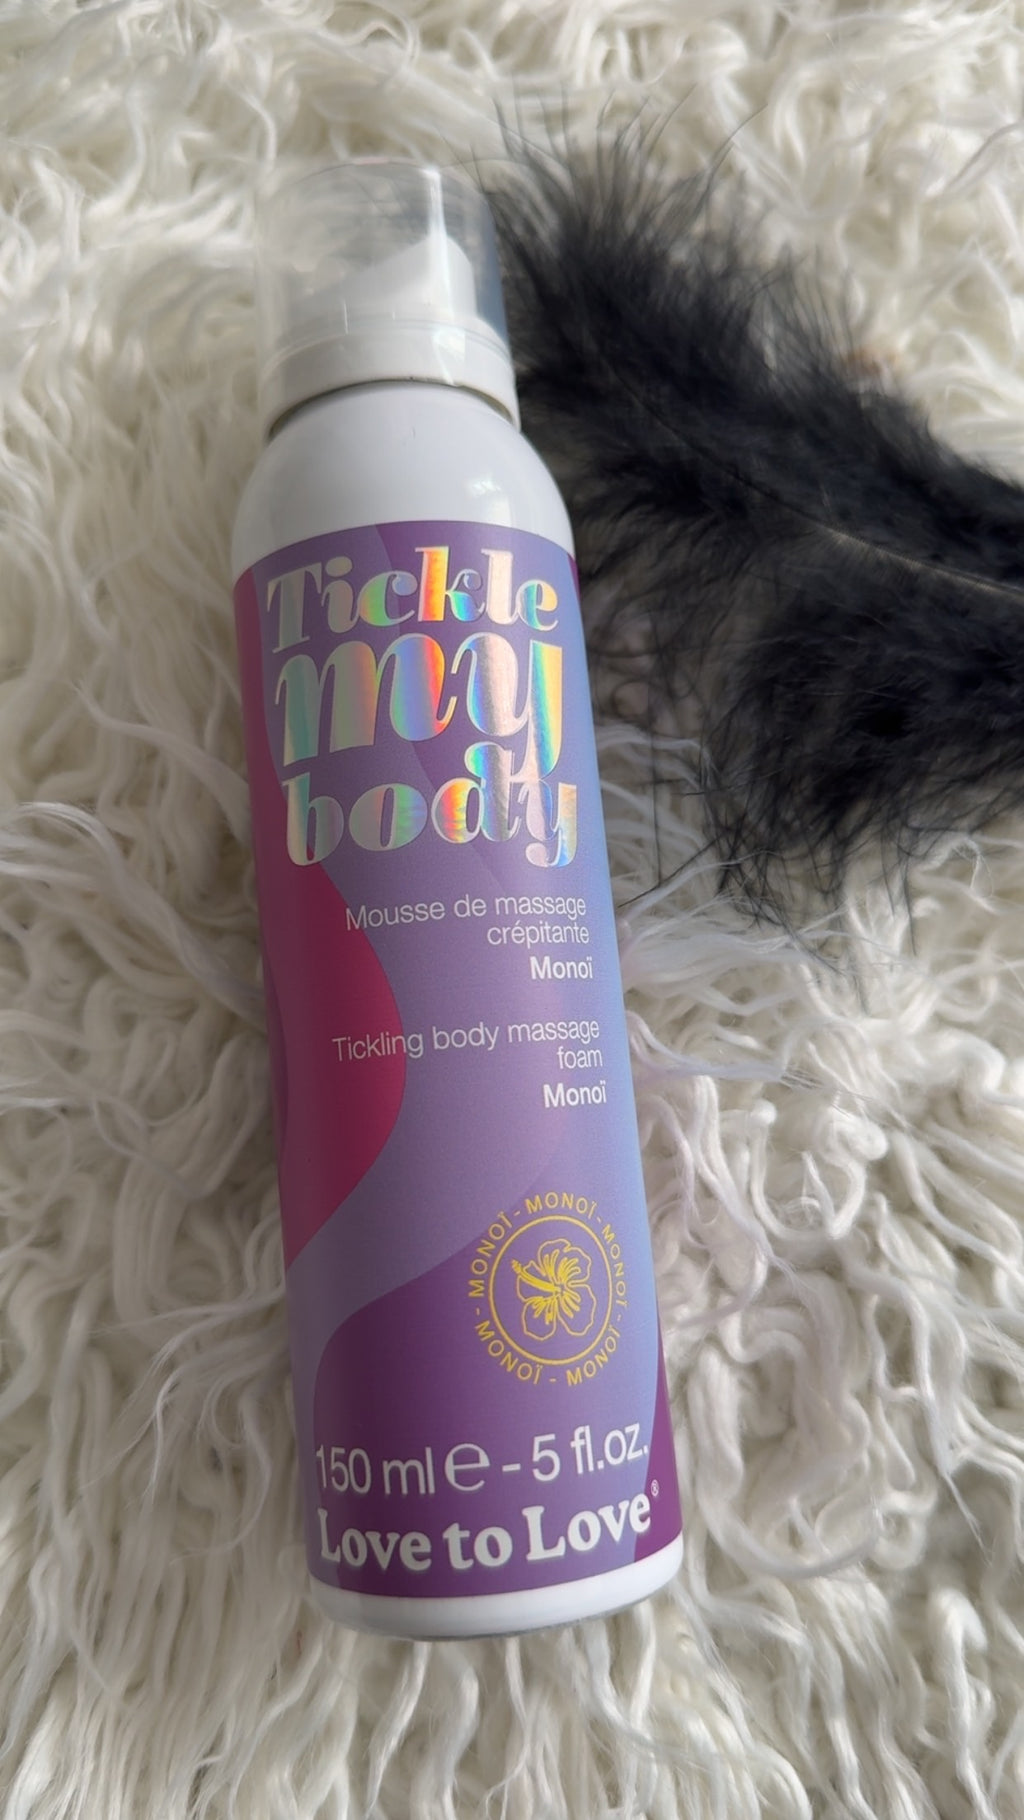 Tickle
my
body
Mousse de massage
crépitante
Monoï
Tickling body massage
foam
Monoï
MONOÏ - MONOÏ - MONOÏ - MONOÏ - MONOÏ -
150 ml e - 5 fl.oz.
Love to Love®